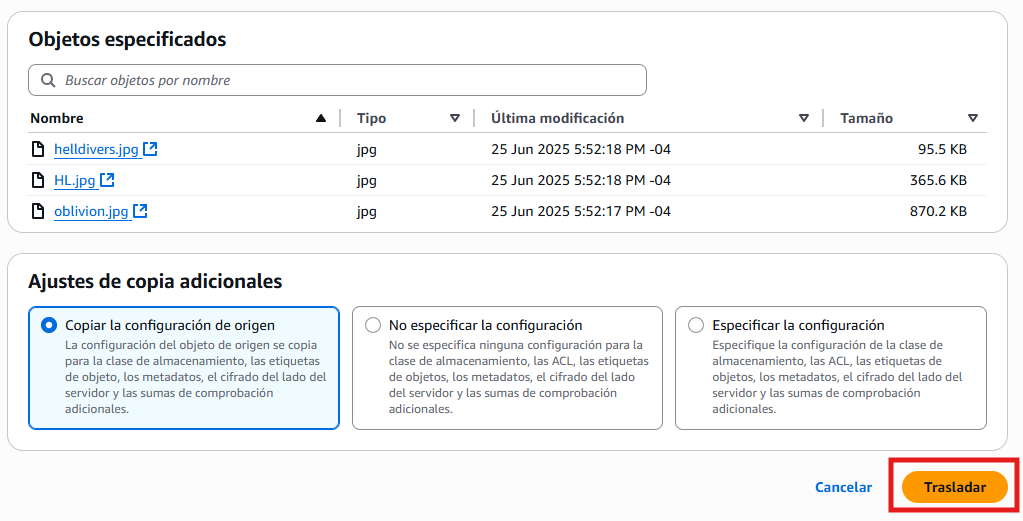 Objetos especificados
Buscar objetos por nombre
Nombre Tipo Última modificación Tamaño
helldivers.jpg jpg 25 Jun 2025 5:52:18 PM -04 95.5 KB
HL.jpg jpg 25 Jun 2025 5:52:18 PM -04 365.6 KB
oblivion.jpg jpg 25 Jun 2025 5:52:17 PM -04 870.2 KB
Ajustes de copia adicionales
Copiar la configuración de origen
La configuración del objeto de origen se copia
para la clase de almacenamiento, las etiquetas
de objeto, los metadatos, el cifrado del lado del
servidor y las sumas de comprobación
adicionales.
No especificar la configuración
No se especifica ninguna configuración para la
clase de almacenamiento, las ACL, las etiquetas
de objetos, los metadatos, el cifrado del lado
del servidor y las sumas de comprobación
adicionales.
Especificar la configuración
Especifique la configuración de la clase de
almacenamiento, las ACL, las etiquetas de
objetos, los metadatos, el cifrado del lado del
servidor y las sumas de comprobación
adicionales.
Cancelar Trasladar